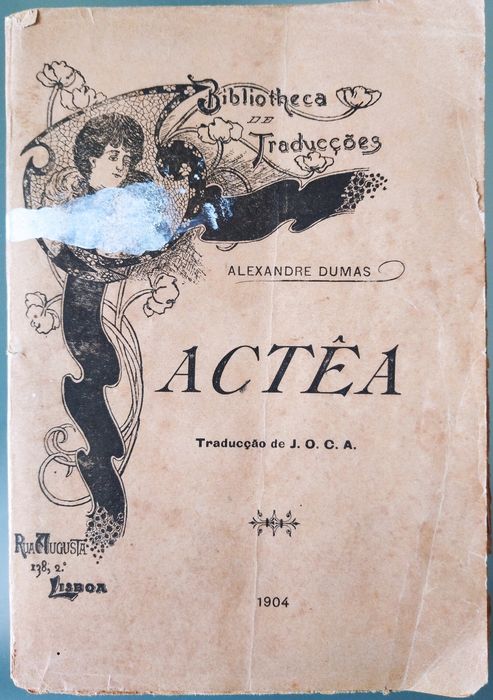 Bibliotheca
DE
Traducções
ALEXANDRE DUMAS
ACTÊA
Traducção de J. O. C. A.
RUA AUGUSTA
138, 2.º
LISBOA
1904